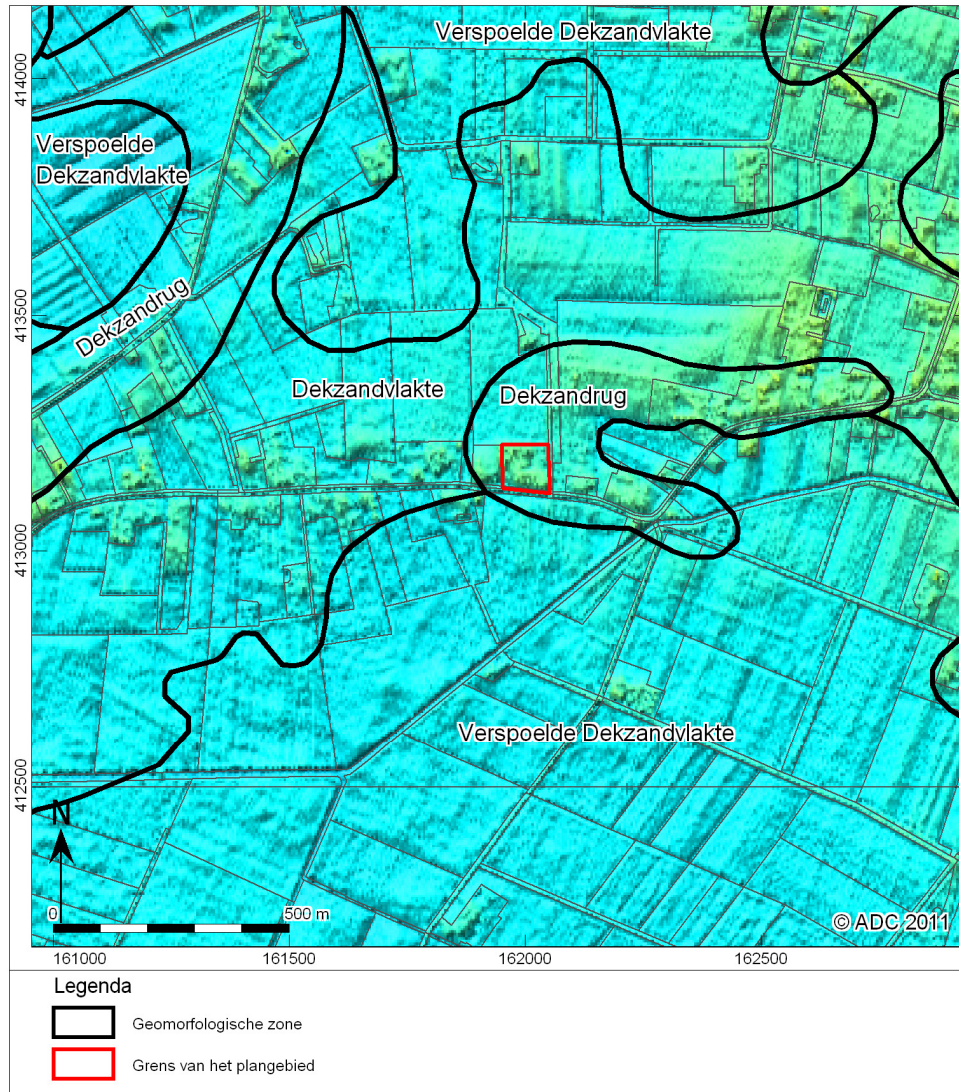 Verspoelde Dekzandvlakte
414000
Verspoelde
Dekzandvlakte
413500
Dekzandrug
Dekzandvlakte
Dekzandrug
413000
Verspoelde Dekzandvlakte
412500
N
0
500 m
© ADC 2011
161000
161500
162000
162500
Legenda
Geomorfologische zone
Grens van het plangebied